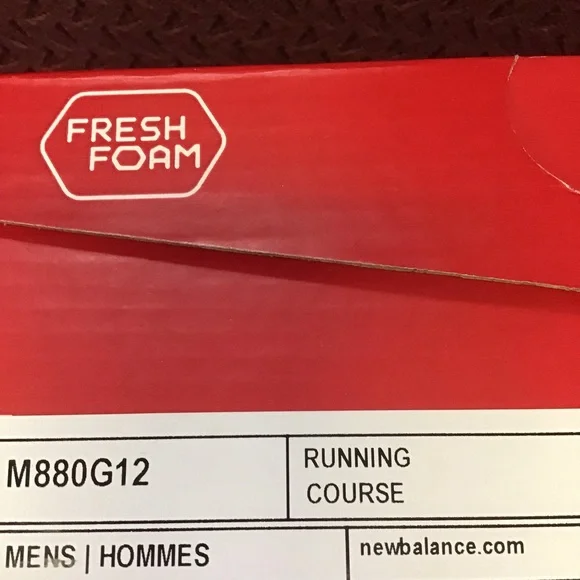 FRESH
FOAM
M880G12
RUNNING
COURSE
MENS | HOMMES
newbalance.com